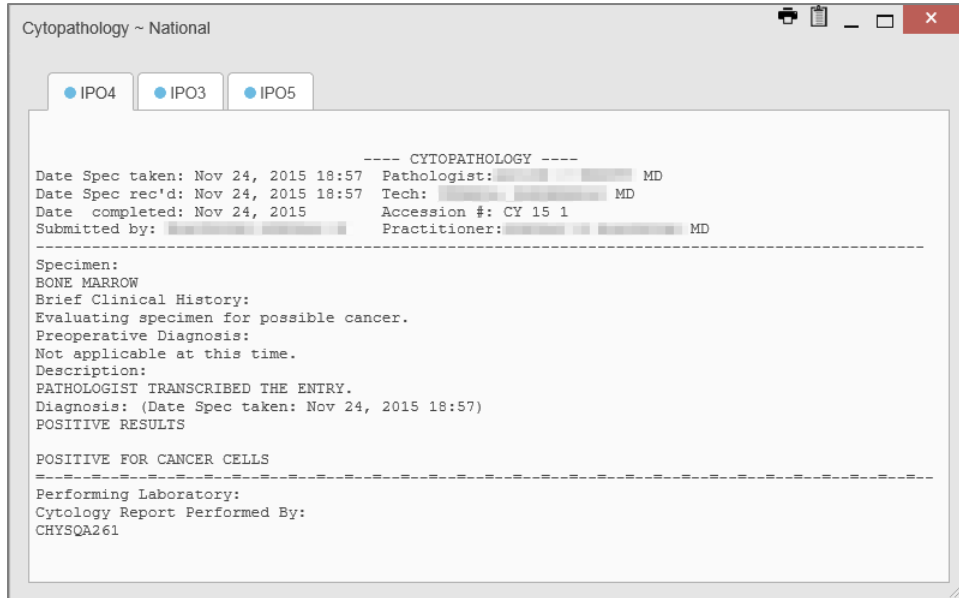 Cytopathology ~ National
IPO4 IPO3 IPO5
---- CYTOPATHOLOGY ----
Date Spec taken: Nov 24, 2015 18:57 Pathologist: MD
Date Spec rec'd: Nov 24, 2015 18:57 Tech: MD
Date completed: Nov 24, 2015 Accession #: CY 15 1
Submitted by: Practitioner: MD
Specimen:
BONE MARROW
Brief Clinical History:
Evaluating specimen for possible cancer.
Preoperative Diagnosis:
Not applicable at this time.
Description:
PATHOLOGIST TRANSCRIBED THE ENTRY.
Diagnosis: (Date Spec taken: Nov 24, 2015 18:57)
POSITIVE RESULTS
POSITIVE FOR CANCER CELLS
Performing Laboratory:
Cytology Report Performed By:
CHYSQA261